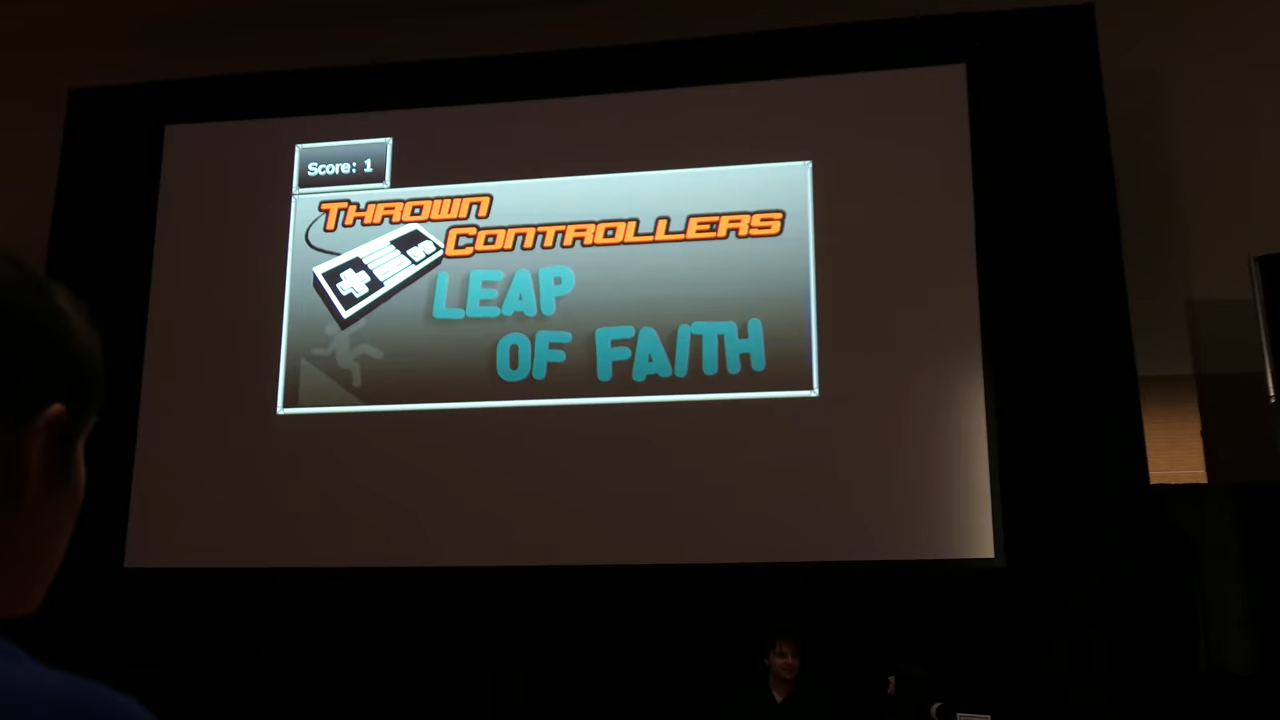 Score: 1
THROWN
CONTROLLERS
LEAP
OF FAITH